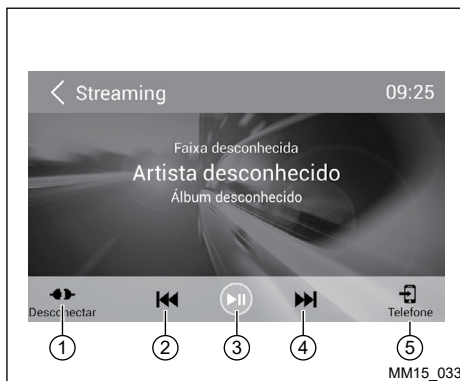 Streaming 09:25
Faixa desconhecida
Artista desconhecido
Álbum desconhecido
Desconectar Telefone
1 2 3 4 5
MM15_033